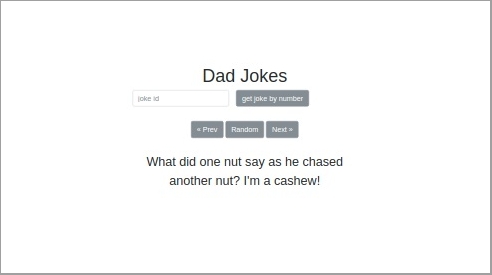 Dad Jokes
joke id get joke by number
« Prev Random Next »
What did one nut say as he chased
another nut? I'm a cashew!